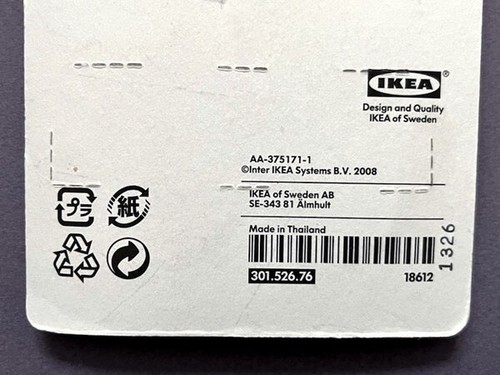 IKEA®
Design and Quality
IKEA of Sweden
AA-375171-1
©Inter IKEA Systems B.V. 2008
IKEA of Sweden AB
SE-343 81 Älmhult
プラ
紙
Made in Thailand
301.526.76
18612
1326